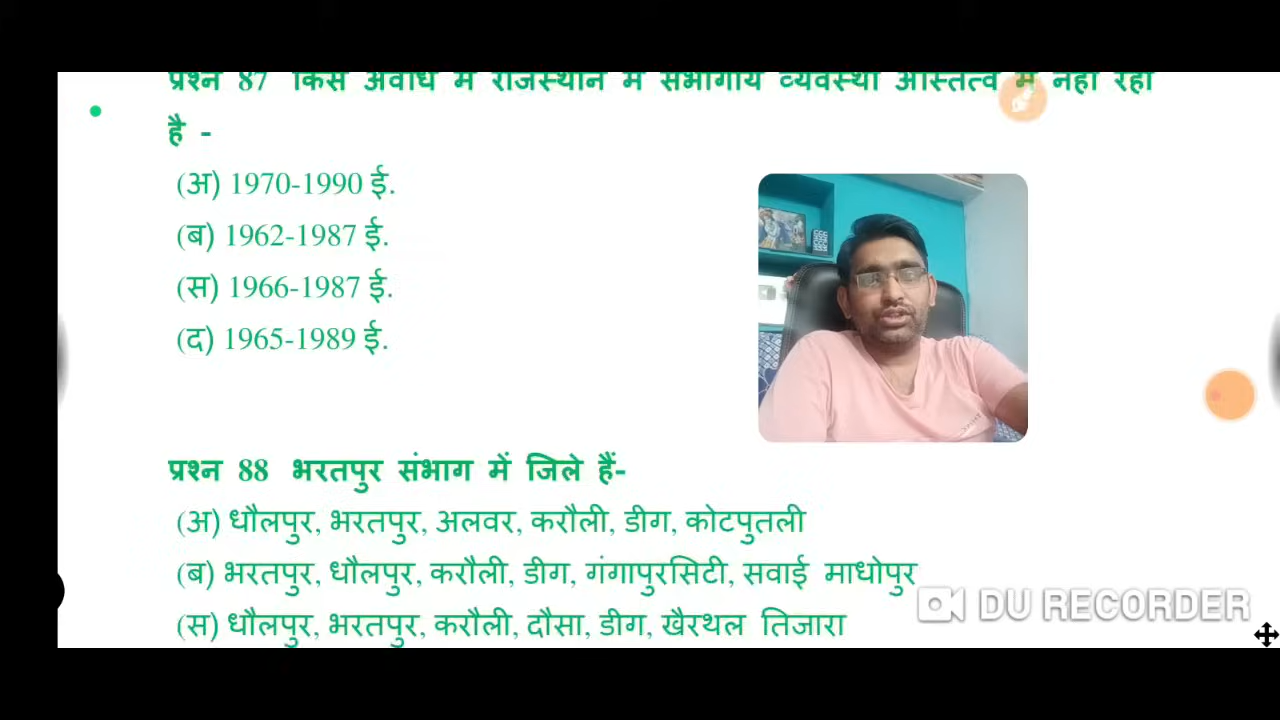 प्रश्न 87 किस अवधि में राजस्थान में संभागीय व्यवस्था अस्तित्व में नहीं रही
है -
(अ) 1970-1990 ई.
(ब) 1962-1987 ई.
(स) 1966-1987 ई.
(द) 1965-1989 ई.
प्रश्न 88 भरतपुर संभाग में जिले हैं-
(अ) धौलपुर, भरतपुर, अलवर, करौली, डीग, कोटपुतली
(ब) भरतपुर, धौलपुर, करौली, डीग, गंगापुरसिटी, सवाई माधोपुर
(स) धौलपुर, भरतपुर, करौली, दौसा, डीग, खैरथल तिजारा
DU RECORDER